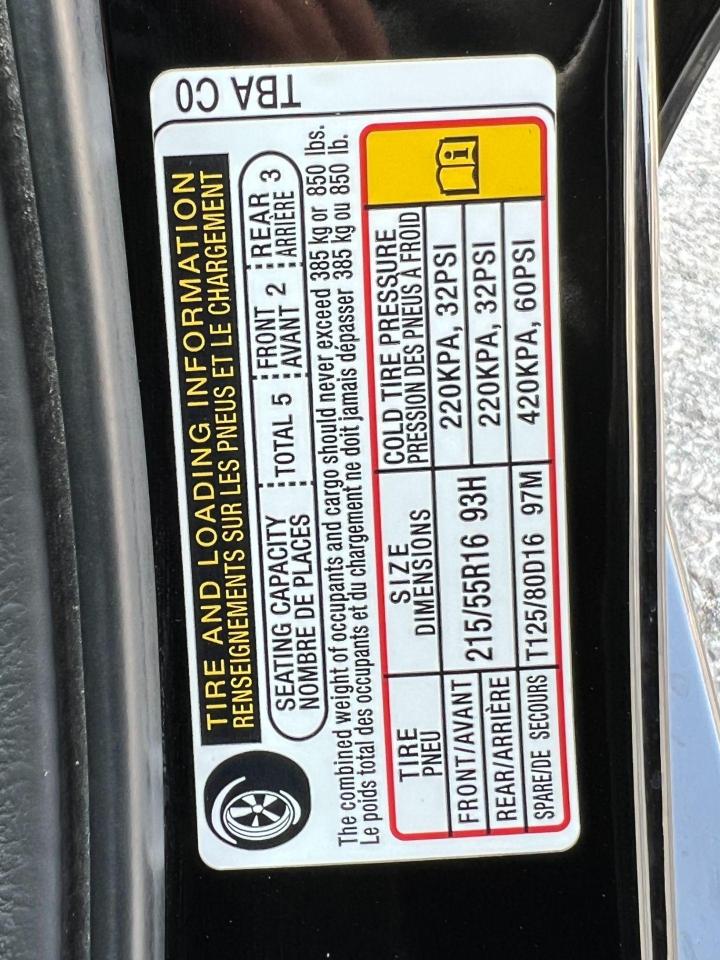 TIRE AND LOADING INFORMATION
RENSEIGNEMENTS SUR LES PNEUS ET LE CHARGEMENT
SEATING CAPACITY TOTAL 5 FRONT 2 REAR 3
NOMBRE DE PLACES AVANT ARRIÈRE
The combined weight of occupants and cargo should never exceed 385 kg or 850 lbs.
Le poids total des occupants et du chargement ne doit jamais dépasser 385 kg ou 850 lb.
TIRE SIZE COLD TIRE PRESSURE
PNEU DIMENSIONS PRESSION DES PNEUS À FROID
FRONT/AVANT 215/55R16 93H 220KPA, 32PSI
REAR/ARRIÈRE 220KPA, 32PSI
SPARE/DE SECOURS T125/80D16 97M 420KPA, 60PSI
TBA C0